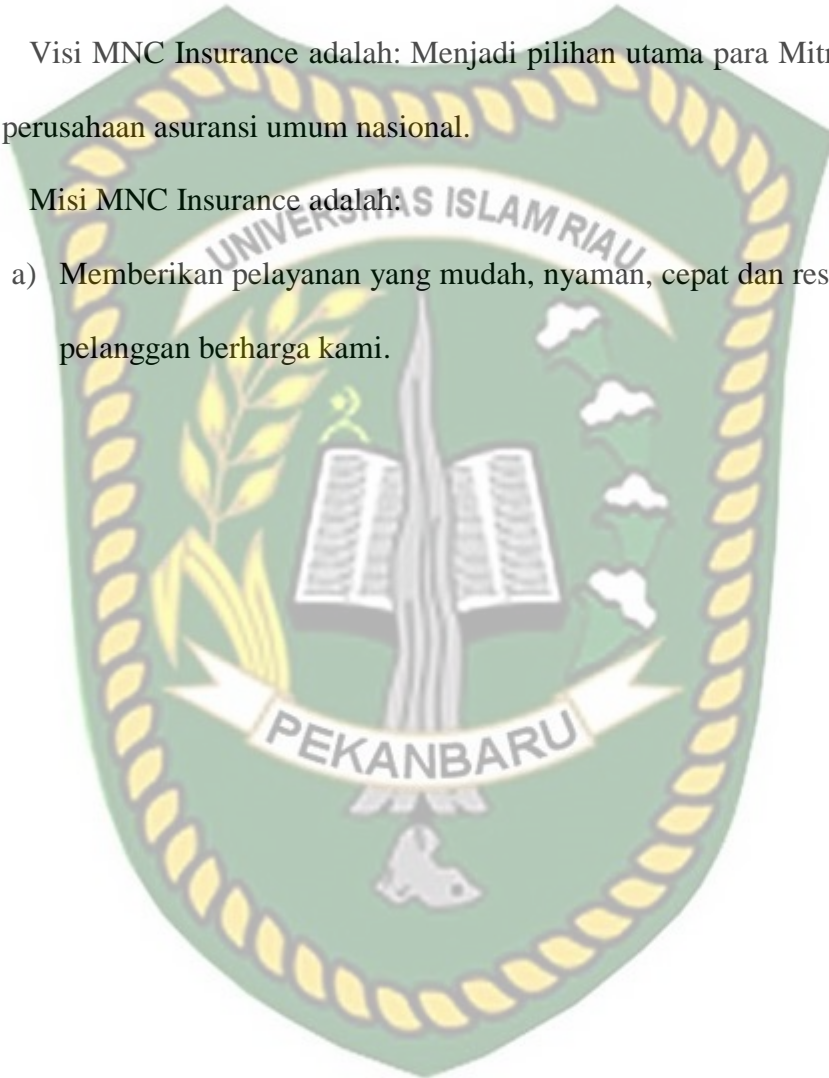 Visi MNC Insurance adalah: Menjadi pilihan utama para Mitr
perusahaan asuransi umum nasional.
Misi MNC Insurance adalah:
UNIVERSITAS ISLAM RIAU
a) Memberikan pelayanan yang mudah, nyaman, cepat dan res
pelanggan berharga kami.
PEKANBARU